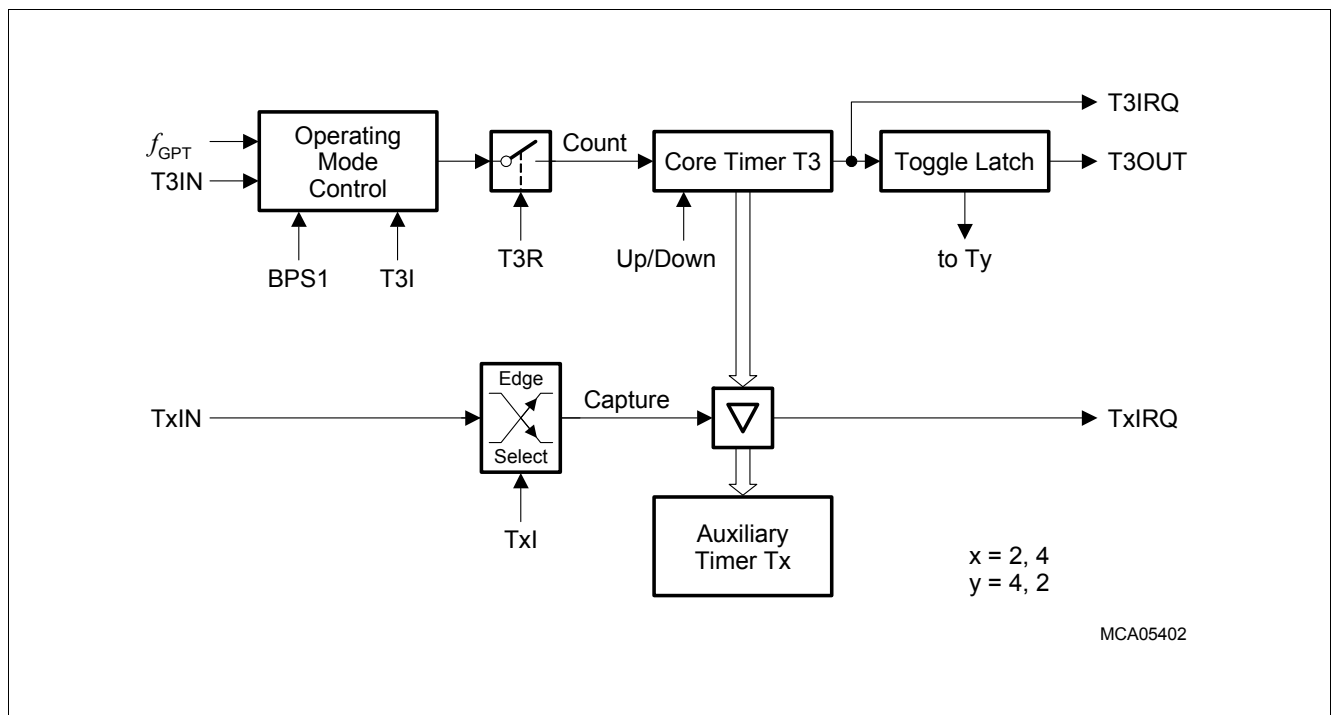 T3IRQ
f GPT
Operating
Mode
Control
Count
Core Timer T3
Toggle Latch
T3OUT
T3IN
T3R
Up/Down
to Ty
BPS1
T3I
Edge
Select
TxIN
Capture
TxIRQ
TxI
Auxiliary
Timer Tx
x = 2, 4
y = 4, 2
MCA05402